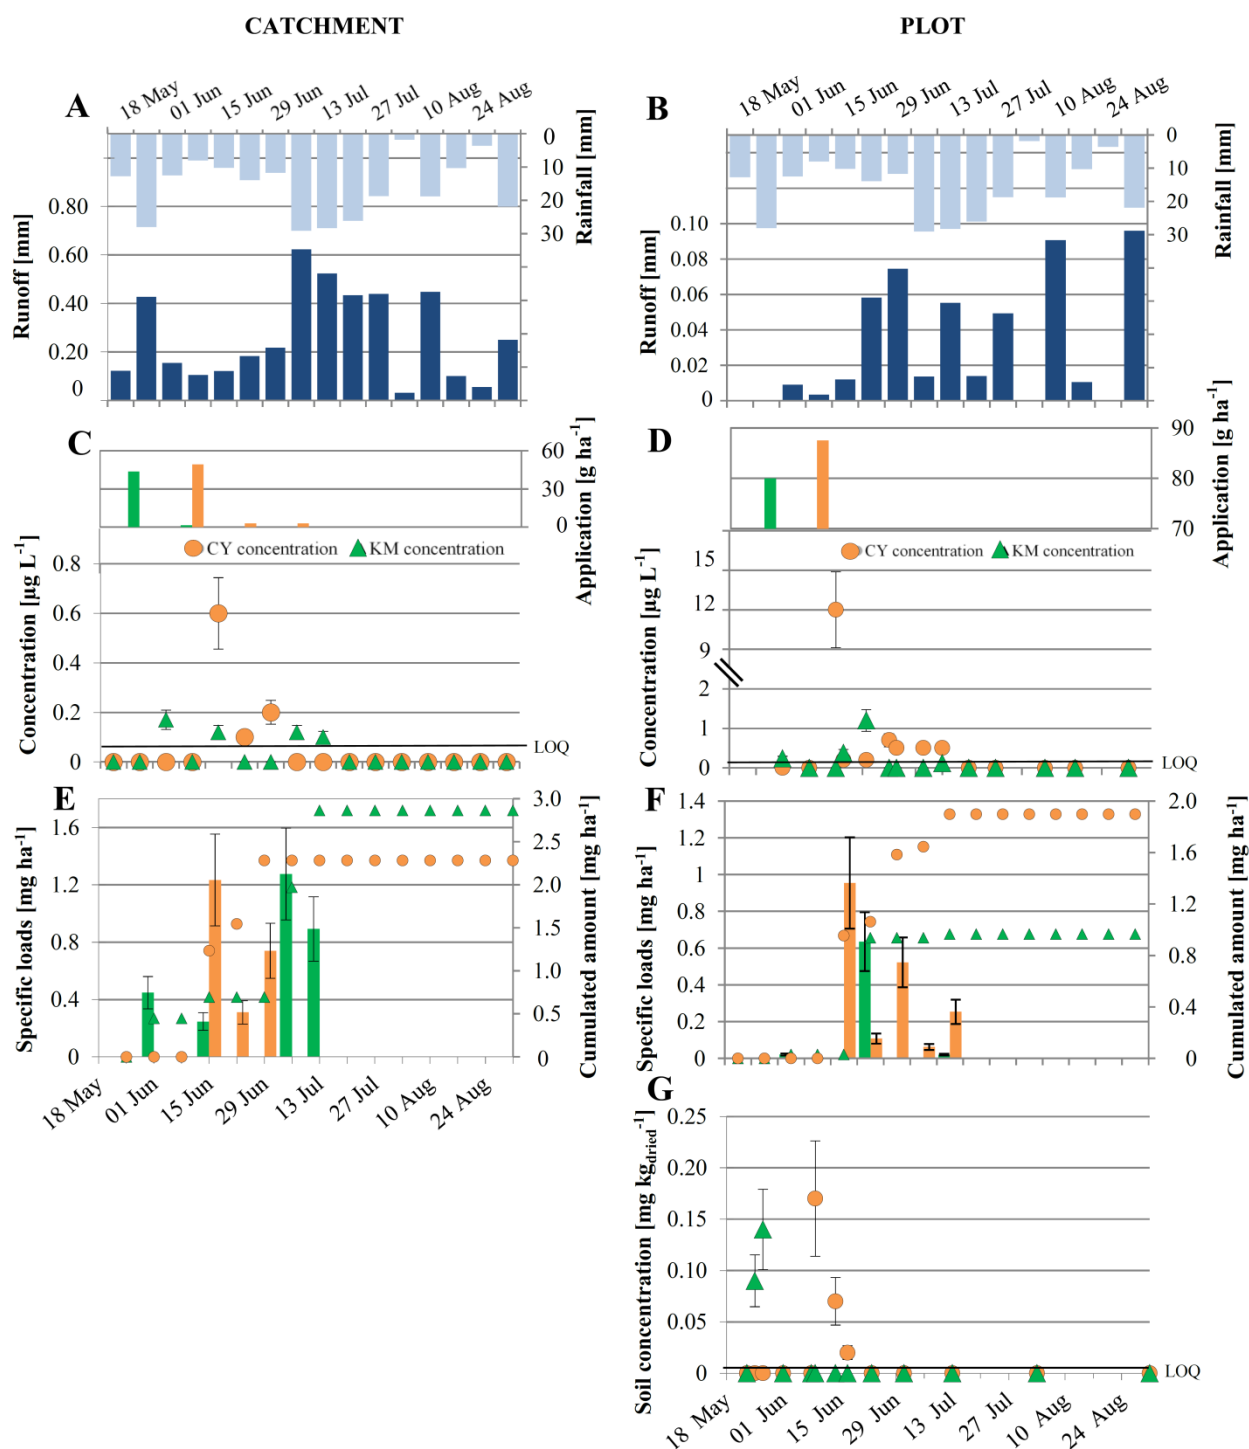 CATCHMENT
PLOT
A
18 May
01 Jun
15 Jun
29 Jun
13 Jul
27 Jul
10 Aug
24 Aug
Runoff [mm]
0.80
0.60
0.40
0.20
0
0
10
20
30
Rainfall [mm]
B
18 May
01 Jun
15 Jun
29 Jun
13 Jul
27 Jul
10 Aug
24 Aug
Runoff [mm]
0.10
0.08
0.06
0.04
0.02
0
0
10
20
30
Rainfall [mm]
C
60
30
0
Application [g ha-1]
CY concentration
KM concentration
Concentration [µg L-1]
0.8
0.6
0.4
0.2
0
LOQ
D
90
80
70
Application [g ha-1]
CY concentration
KM concentration
Concentration [µg L-1]
15
12
9
2
1
0
LOQ
E
Specific loads [mg ha-1]
1.6
1.2
0.8
0.4
0
3.0
2.5
2.0
1.5
1.0
0.5
0
Cumulated amount [mg ha-1]
18 May
01 Jun
15 Jun
29 Jun
13 Jul
27 Jul
10 Aug
24 Aug
F
Specific loads [mg ha-1]
1.4
1.2
1
0.8
0.6
0.4
0.2
0
2.0
1.6
1.2
0.8
0.4
0
Cumulated amount [mg ha-1]
G
Soil concentration [mg kgdried-1]
0.25
0.20
0.15
0.10
0.05
0
LOQ
18 May
01 Jun
15 Jun
29 Jun
13 Jul
27 Jul
10 Aug
24 Aug